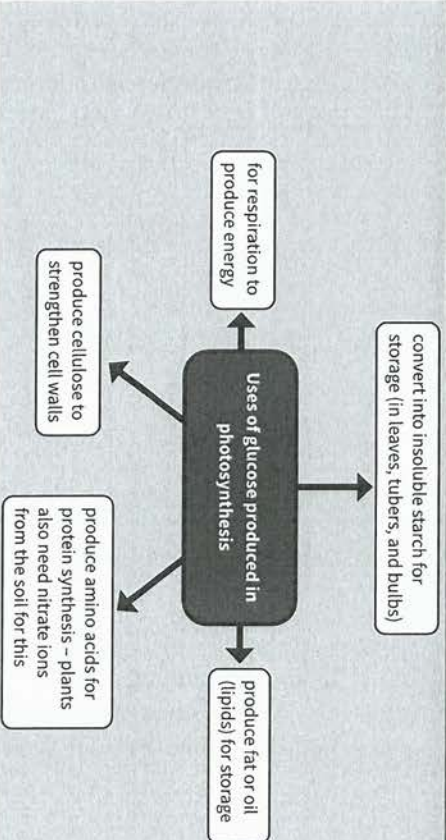 convert into insoluble starch for
storage (in leaves, tubers, and bulbs)
for respiration to
produce energy
Uses of glucose produced in
photosynthesis
produce fat or oil
(lipids) for storage
produce cellulose to
strengthen cell walls
produce amino acids for
protein synthesis – plants
also need nitrate ions
from the soil for this